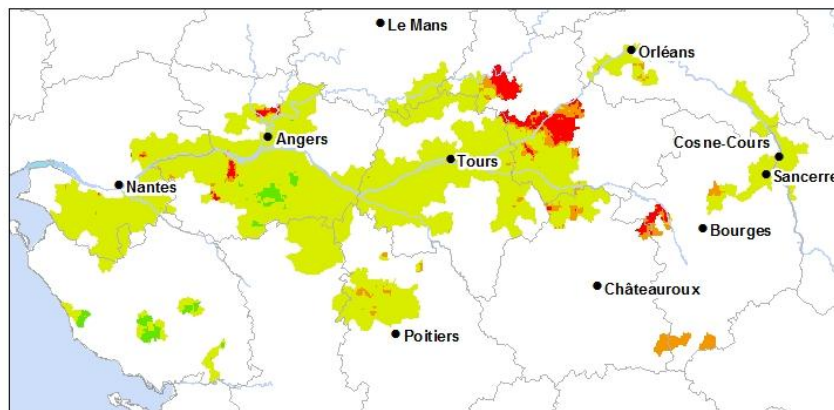 Le Mans
Orléans
Angers
Cosne-Cours
Tours
Sancerre
Nantes
Bourges
Châteauroux
Poitiers